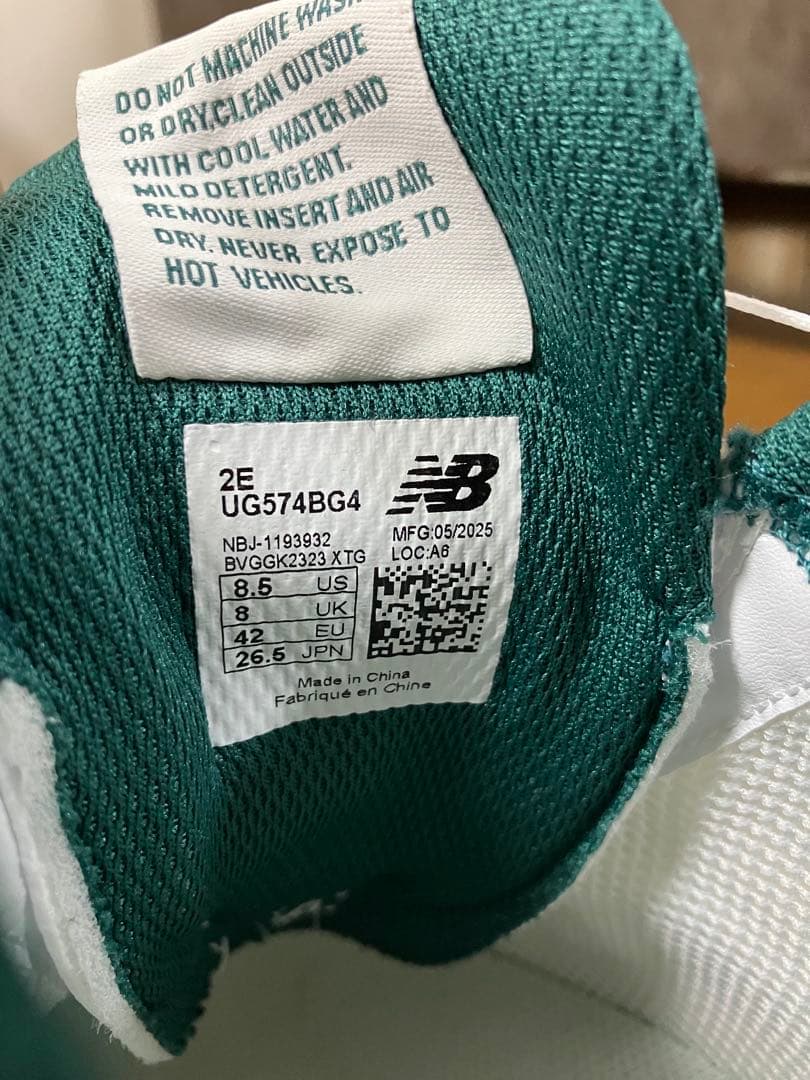 DO NOT MACHINE WASH
OR DRY,CLEAN OUTSIDE
WITH COOL WATER AND
MILD DETERGENT.
REMOVE INSERT AND AIR
DRY. NEVER EXPOSE TO
HOT VEHICLES.
2E
UG574BG4
NB
NBJ-1193932
MFG:05/2025
BVGGK2323 XTG
LOC:A6
8.5 US
8 UK
42 EU
26.5 JPN
Made in China
Fabriqué en Chine